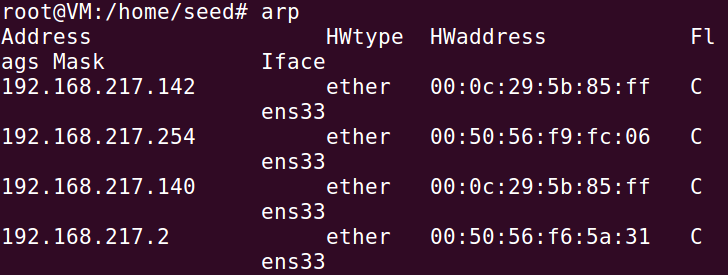 root@VM:/home/seed# arp
Address                  HWtype  HWaddress           Fl
ags Mask            Iface
192.168.217.142          ether   00:0c:29:5b:85:ff   C
                    ens33
192.168.217.254          ether   00:50:56:f9:fc:06   C
                    ens33
192.168.217.140          ether   00:0c:29:5b:85:ff   C
                    ens33
192.168.217.2            ether   00:50:56:f6:5a:31   C
                    ens33